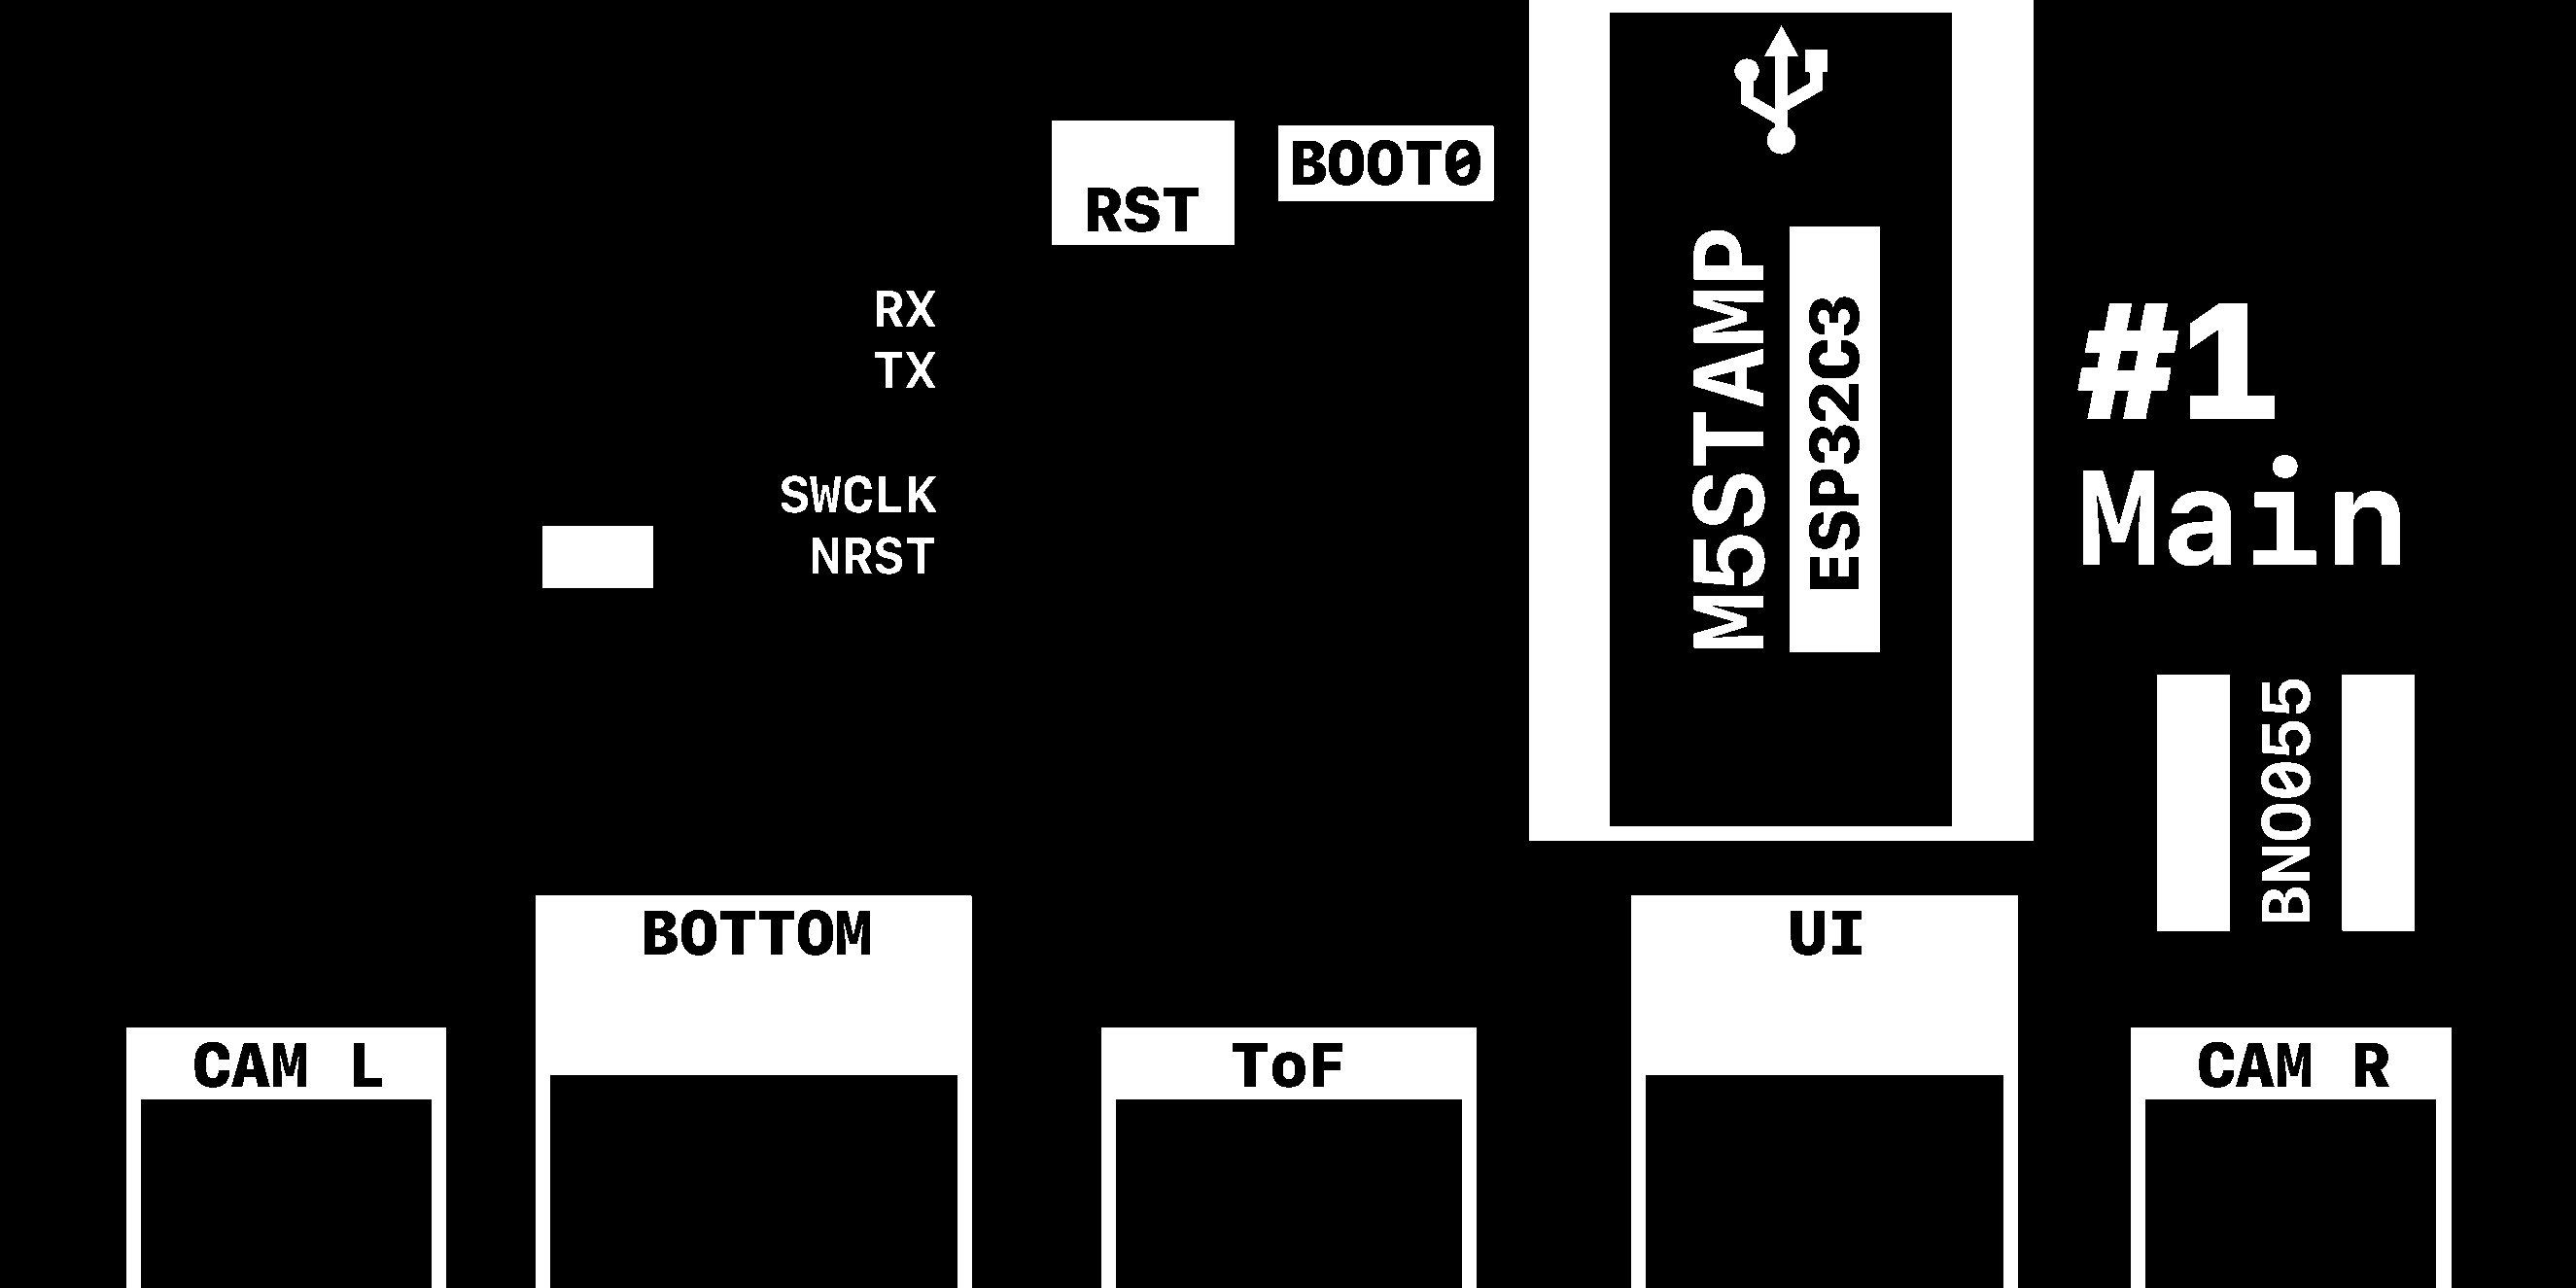 RST
BOOT0
RX
TX
SWCLK
NRST
M5STAMP
ESP32C3
#1
Main
BNO055
BOTTOM
UI
CAM L
ToF
CAM R